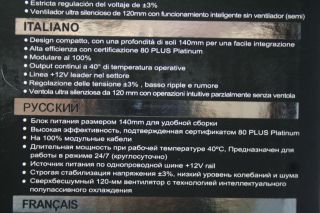 • Estricta regulación del voltaje de ±3%
• Ventilador ultra silencioso de 120mm con funcionamiento inteligente sin ventilador (semi)
ITALIANO
• Design compatto, con una profondità di soli 140mm per una facile integrazione
• Alta efficienza con certificazione 80 PLUS Platinum
• Modulare al 100%
• Output continui a 40° di temperatura operativa
• Linea +12V leader nel settore
• Regolazione delle tensioni ±3%, basso ripple e rumore
• Ventola ultra silenziosa da 120 mm con operazioni intuitive parzialmente senza ventola
РУССКИЙ
• Блок питания размером 140mm для удобной сборки
• Высокая эффективность, подтвержденная сертификатом 80 PLUS Platinum
• На 100% модульные кабели
• Длительная мощность при рабочей температуре 40°C, Предназначен для работы в
режиме 24/7 (круглосуточно)
• Источник питания по однопроводной шине +12V rail
• Строгая стабилизация напряжения ±3%, низкий уровень колебаний и шума
• Сверхбесшумный 120-мм вентилятор с технологией интеллектуального
полупассивного охлаждения
FRANÇAIS